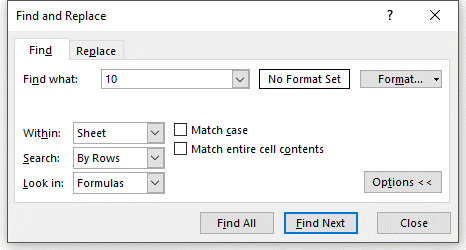 Find and Replace ? ×
Find Replace
Find what: 10 No Format Set Format...
Within: Sheet Match case
Search: By Rows Match entire cell contents
Look in: Formulas Options <<
Find All Find Next Close